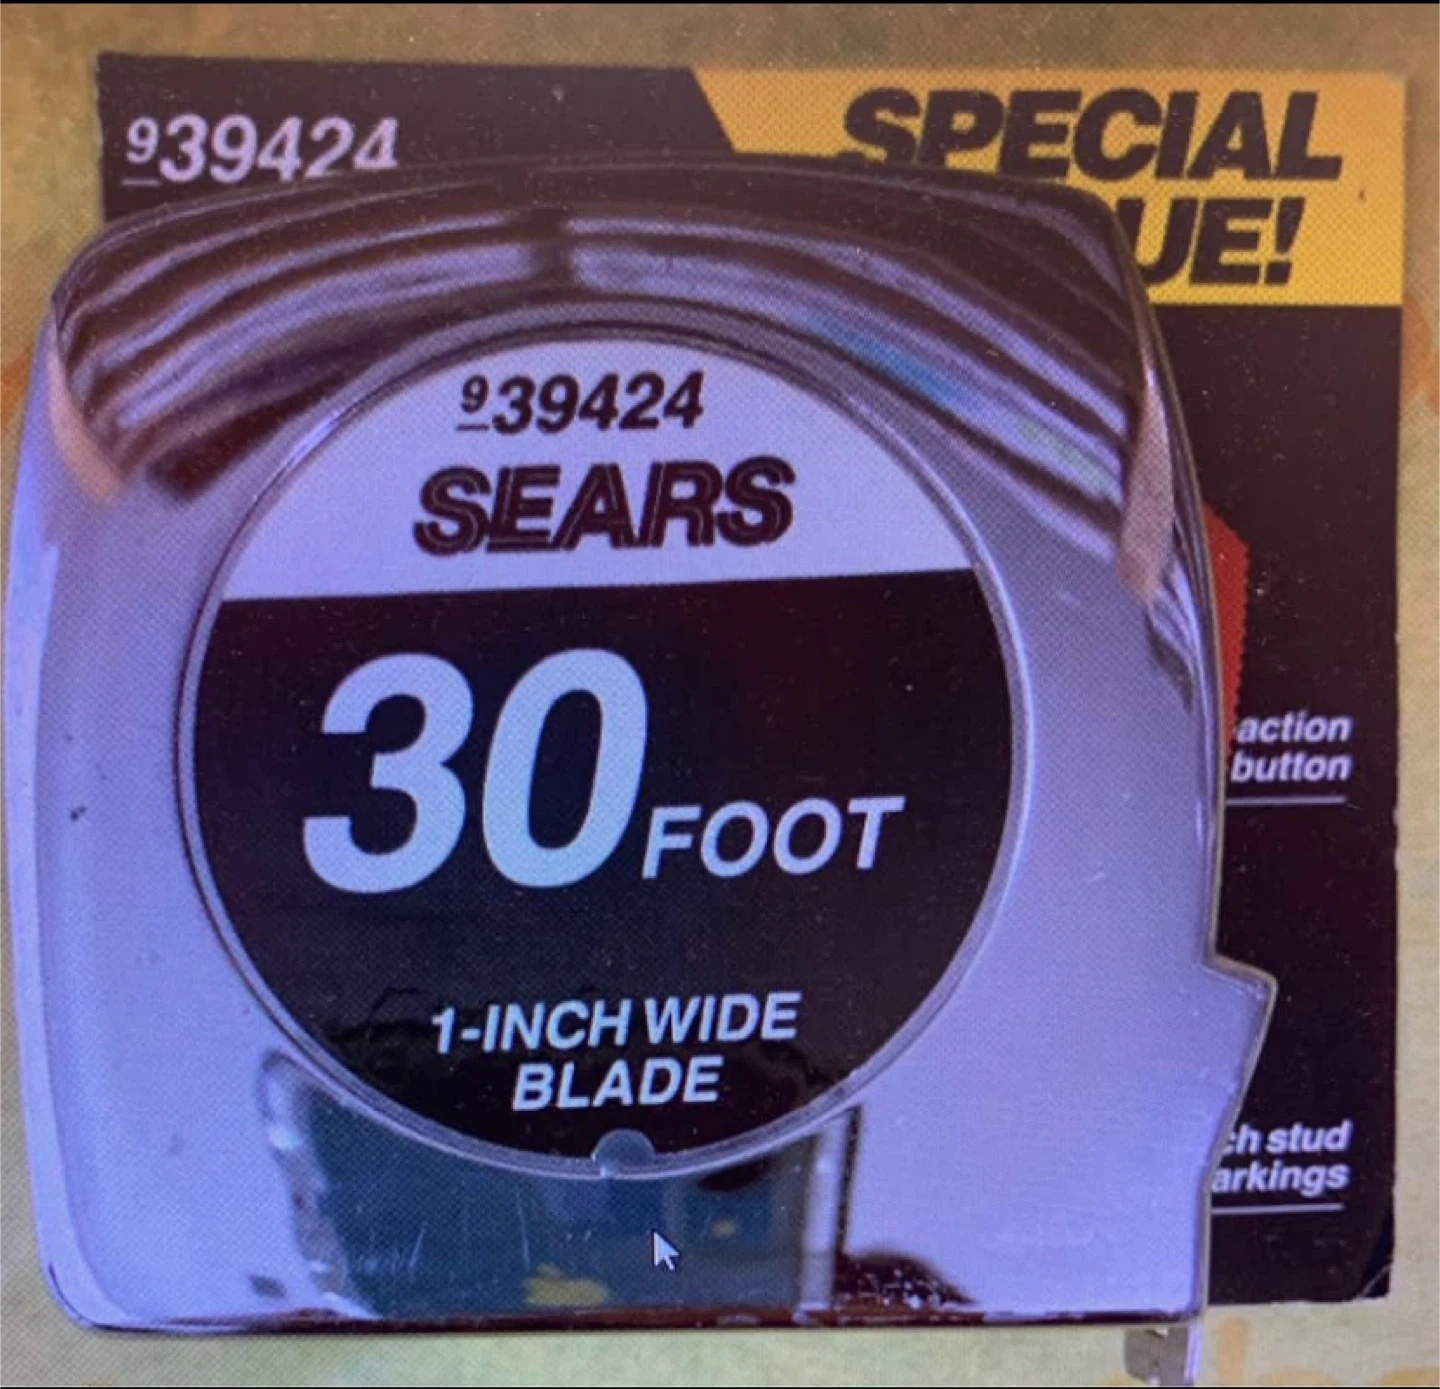 939424
SPECIAL
UE!
939424
SEARS
30 FOOT
1-INCH WIDE
BLADE
-action
button
ch stud
arkings